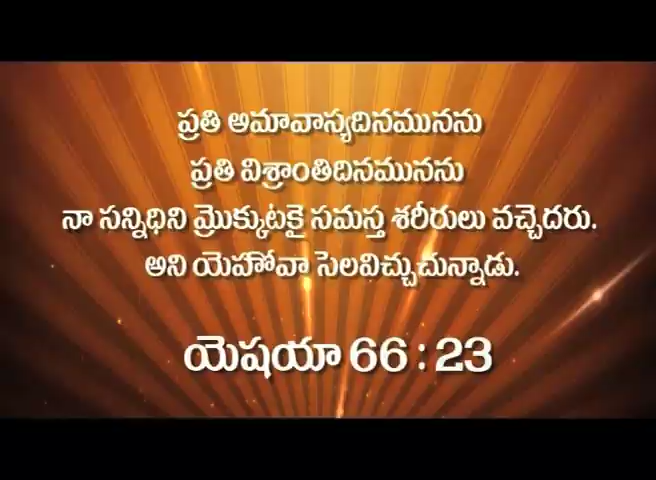 ప్రతి అమావాస్యదినమునను
ప్రతి విశ్రాంతిదినమునను
నా సన్నిధిని మ్రొక్కుటకై సమస్త శరీరులు వచ్చెదరు.
అని యెహోవా సెలవిచ్చుచున్నాడు.
యెషయా 66 : 23